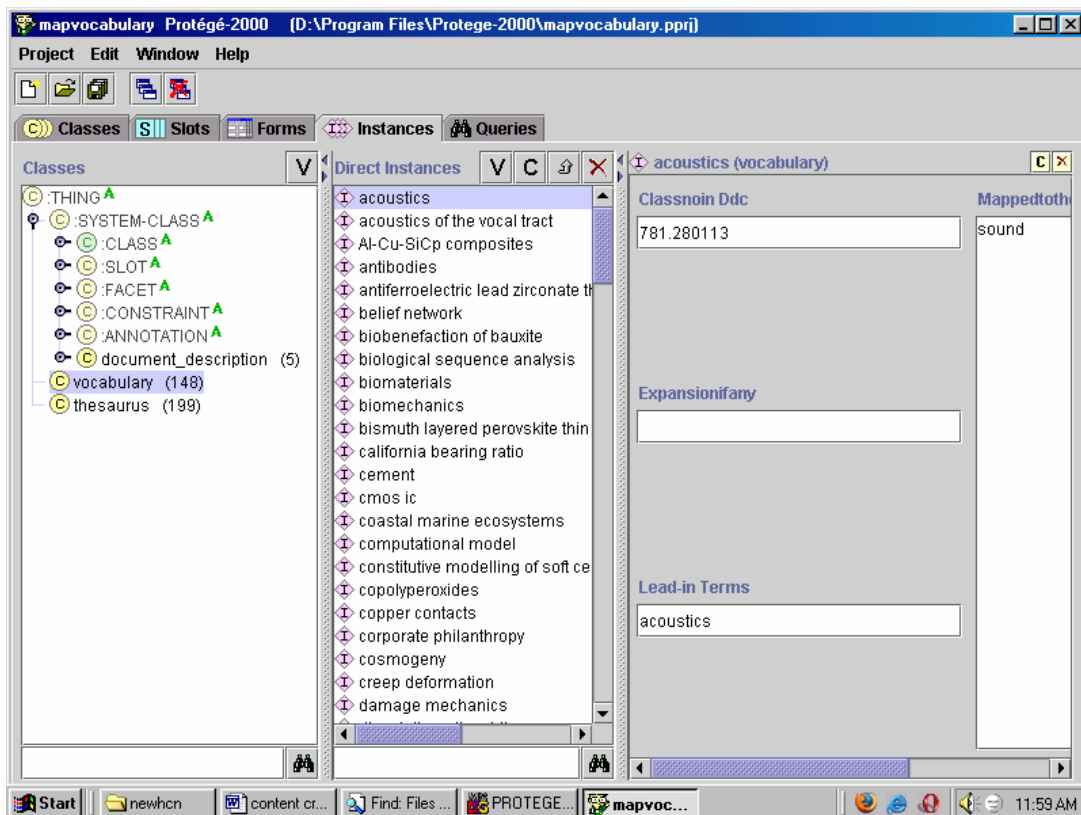 mapvocabulary Protégé-2000 (D:\Program Files\Protege-2000\mapvocabulary.pprj)
Project Edit Window Help
Classes Slots Forms Instances Queries
Classes V
:THING A
:SYSTEM-CLASS A
:CLASS A
:SLOT A
:FACET A
:CONSTRAINT A
:ANNOTATION A
document_description (5)
vocabulary (148)
thesaurus (199)
Direct Instances V C
acoustics
acoustics of the vocal tract
Al-Cu-SiCp composites
antibodies
antiferroelectric lead zirconate th
belief network
biobenefaction of bauxite
biological sequence analysis
biomaterials
biomechanics
bismuth layered perovskite thin
california bearing ratio
cement
cmos ic
coastal marine ecosystems
computational model
constitutive modelling of soft ce
copolyperoxides
copper contacts
corporate philanthropy
cosmogeny
creep deformation
damage mechanics
acoustics (vocabulary) C
Classnoin Ddc
781.280113
Expansionifany
Lead-in Terms
acoustics
Mappedtothe
sound
Start newhcn content cr... Find: Files ... PROTEGE... mapvoc... 11:59 AM